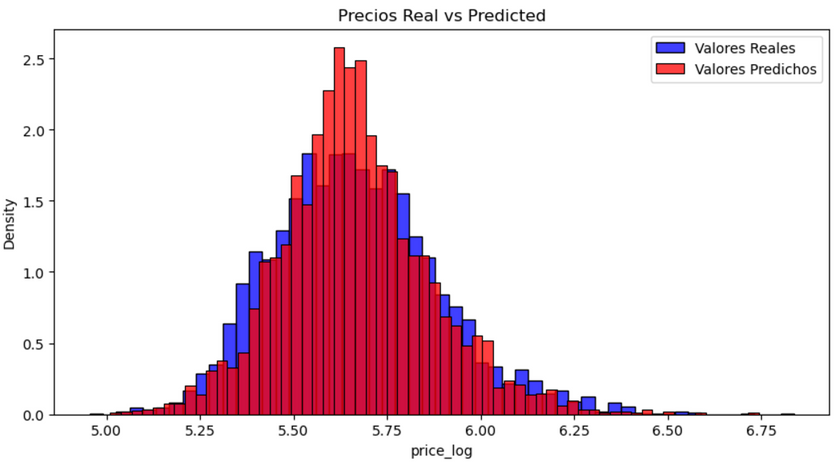 Precios Real vs Predicted
Valores Reales
Valores Predichos
Density
2.5
2.0
1.5
1.0
0.5
0.0
5.00 5.25 5.50 5.75 6.00 6.25 6.50 6.75
price_log